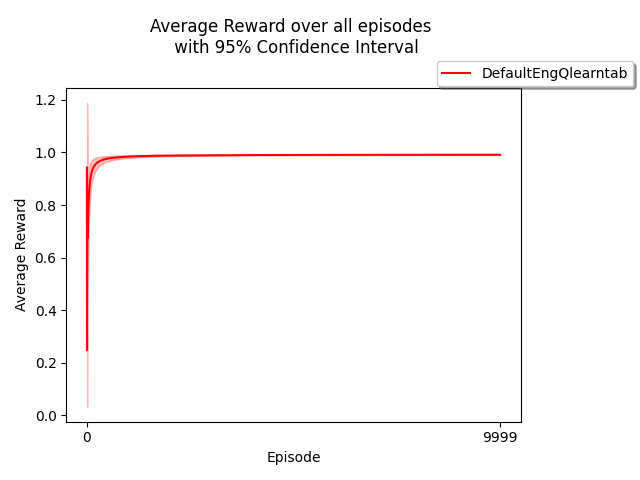 Average Reward over all episodes
with 95% Confidence Interval
DefaultEngQlearntab
1.2
1.0
0.8
0.6
0.4
0.2
0.0
Average Reward
0
9999
Episode